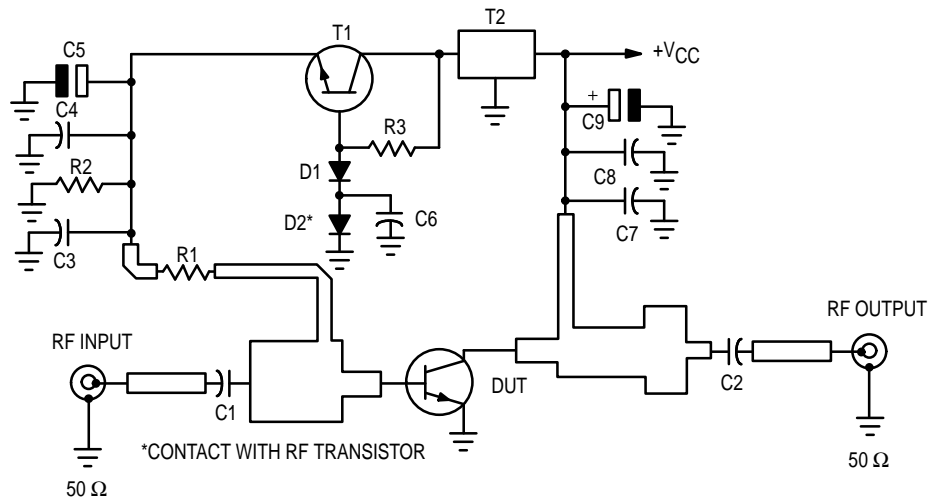 T1
T2
C5
+VCC
C4
+
C9
R3
R2
D1
C8
D2*
C6
C7
C3
R1
RF OUTPUT
RF INPUT
DUT
C2
C1
*CONTACT WITH RF TRANSISTOR
50 Ω
50 Ω